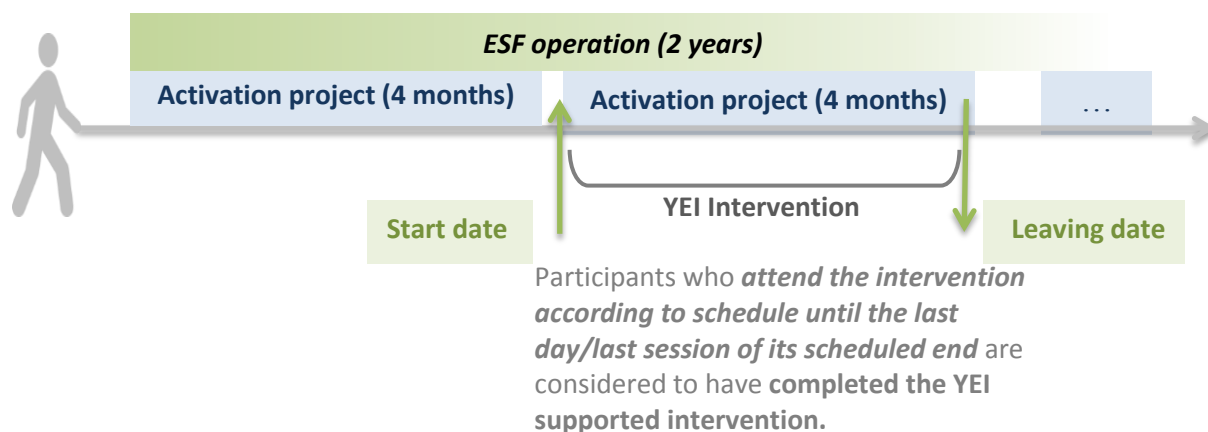 ESF operation (2 years)
Activation project (4 months)
Activation project (4 months)
...
YEI Intervention
Start date
Leaving date
Participants who attend the intervention
according to schedule until the last
day/last session of its scheduled end are
considered to have completed the YEI
supported intervention.